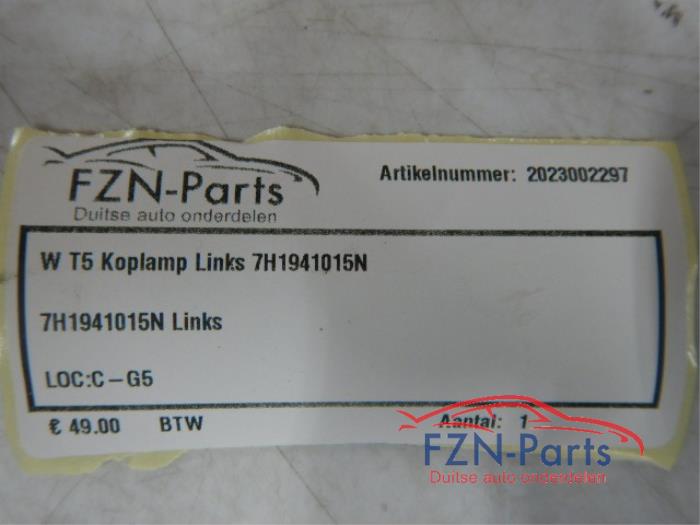 FZN-Parts
Duitse auto onderdelen
Artikelnummer: 2023002297
W T5 Koplamp Links 7H1941015N
7H1941015N Links
LOC:C-G5
€ 49.00 BTW Aantal: 1
FZN-Parts
Duitse auto onderdelen